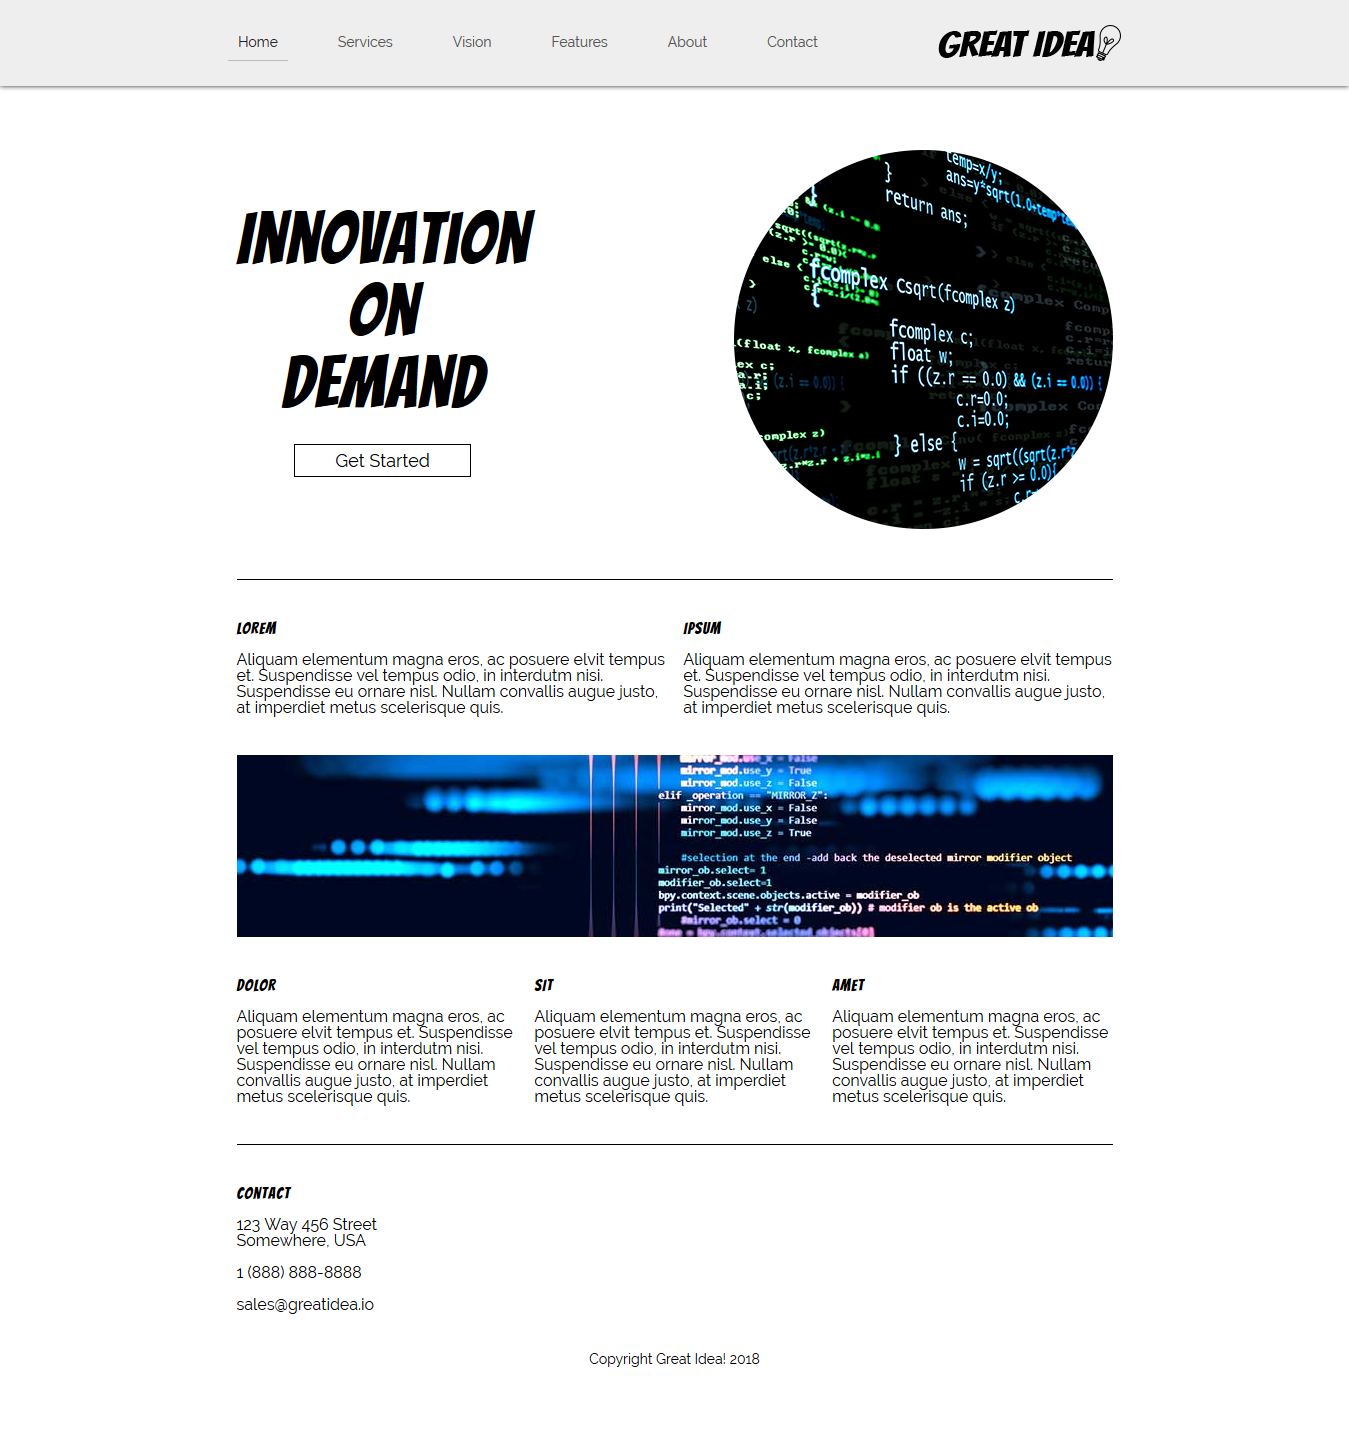 Home Services Vision Features About Contact GREAT IDEA
INNOVATION
ON
DEMAND
Get Started
temp=x/y;
ans=y*sqrt(1.0+temp*te
}
return ans;
fcomplex Csqrt(fcomplex z)
{
fcomplex c;
float w;
if ((z.r == 0.0) && (z.i == 0.0)) {
c.r=0.0;
c.i=0.0;
} else {
w = sqrt((sqrt(z.r*z
if (z.r >= 0.0){
(float x, fcomplex a)
LOREM
Aliquam elementum magna eros, ac posuere elvit tempus
et. Suspendisse vel tempus odio, in interdutm nisi.
Suspendisse eu ornare nisl. Nullam convallis augue justo,
at imperdiet metus scelerisque quis.
IPSUM
Aliquam elementum magna eros, ac posuere elvit tempus
et. Suspendisse vel tempus odio, in interdutm nisi.
Suspendisse eu ornare nisl. Nullam convallis augue justo,
at imperdiet metus scelerisque quis.
mirror_mod.use_x = False
mirror_mod.use_y = True
mirror_mod.use_z = False
elif _operation == "MIRROR_Z":
mirror_mod.use_x = False
mirror_mod.use_y = False
mirror_mod.use_z = True
#selection at the end -add back the deselected mirror modifier object
mirror_ob.select= 1
modifier_ob.select=1
bpy.context.scene.objects.active = modifier_ob
print("Selected" + str(modifier_ob)) # modifier ob is the active ob
#mirror_ob.select = 0
done = bpy.context.selected_objects[0]
DOLOR
Aliquam elementum magna eros, ac
posuere elvit tempus et. Suspendisse
vel tempus odio, in interdutm nisi.
Suspendisse eu ornare nisl. Nullam
convallis augue justo, at imperdiet
metus scelerisque quis.
SIT
Aliquam elementum magna eros, ac
posuere elvit tempus et. Suspendisse
vel tempus odio, in interdutm nisi.
Suspendisse eu ornare nisl. Nullam
convallis augue justo, at imperdiet
metus scelerisque quis.
AMET
Aliquam elementum magna eros, ac
posuere elvit tempus et. Suspendisse
vel tempus odio, in interdutm nisi.
Suspendisse eu ornare nisl. Nullam
convallis augue justo, at imperdiet
metus scelerisque quis.
CONTACT
123 Way 456 Street
Somewhere, USA
1 (888) 888-8888
sales@greatidea.io
Copyright Great Idea! 2018